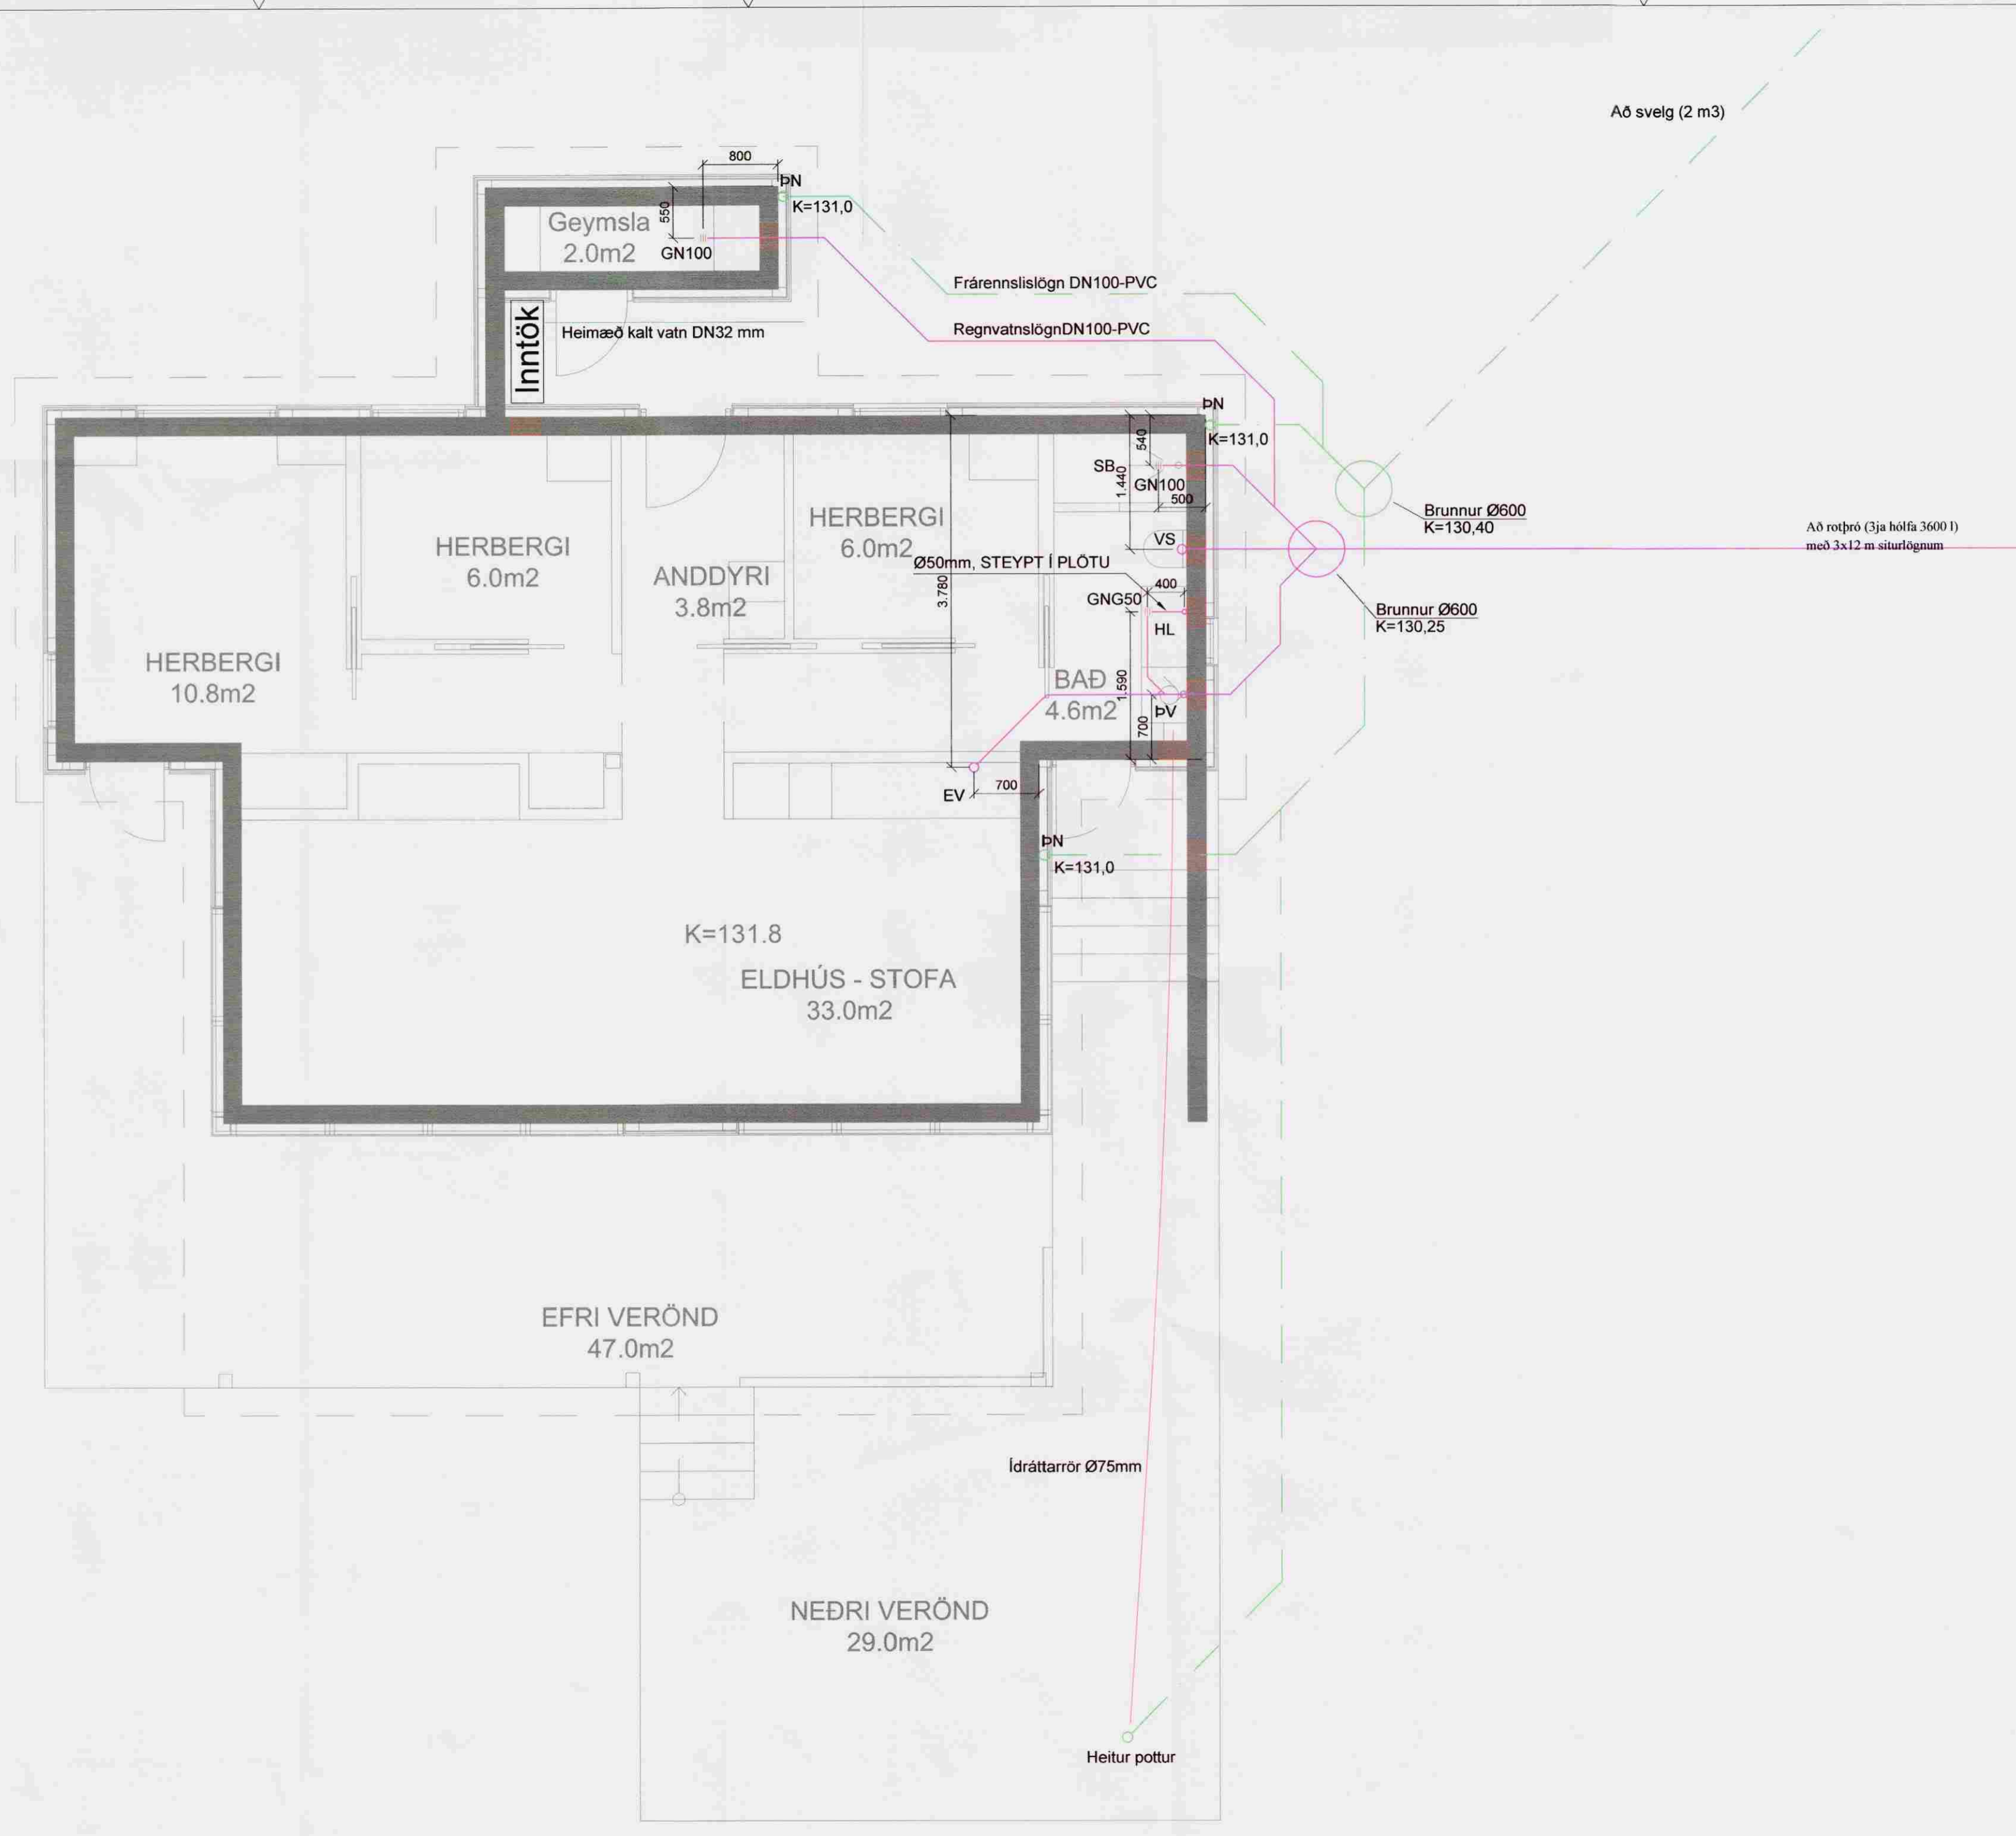 Að svelg (2 m3)
800
ÞN
K=131,0
550
Geymsla
2.0m2
GN100
Frárennslislögn DN100-PVC
Inntök
Heimæð kalt vatn DN32 mm
RegnvatnslögnDN100-PVC
ÞN
K=131,0
540
SB
1.440
GN100
500
Brunnur Ø600
K=130,40
HERBERGI
6.0m2
HERBERGI
6.0m2
VS
Að rotþró (3ja hólfa 3600 l)
með 3x12 m siturlögnum
Ø50mm, STEYPT Í PLÖTU
ANDDYRI
3.8m2
3.780
400
GNG50
HL
Brunnur Ø600
K=130,25
HERBERGI
10.8m2
BAÐ
4.6m2
1.590
ÞV
700
EV
700
ÞN
K=131,0
K=131.8
ELDHÚS - STOFA
33.0m2
EFRI VERÖND
47.0m2
Ídráttarrör Ø75mm
NEÐRI VERÖND
29.0m2
Heitur pottur